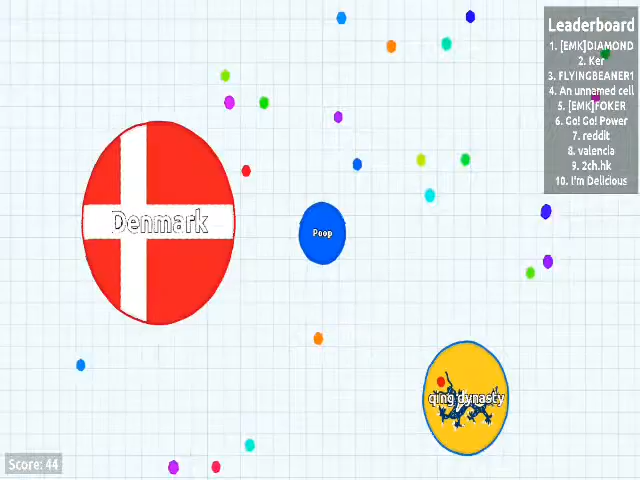 Leaderboard
1. [EMK]DIAMOND
2. Ker
3. FLYINGBEANER1
4. An unnamed cell
5. [EMK]FOKER
6. Go! Go! Power
7. reddit
8. valencia
9. 2ch.hk
10. I'm Delicious
Denmark
Poop
qing dynasty
Score: 44